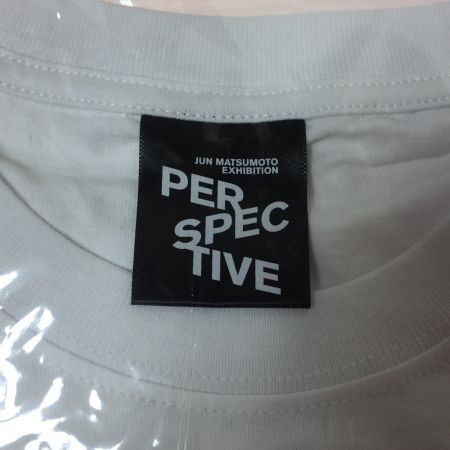 JUN MATSUMOTO
EXHIBITION
PER
SPEC
TIVE